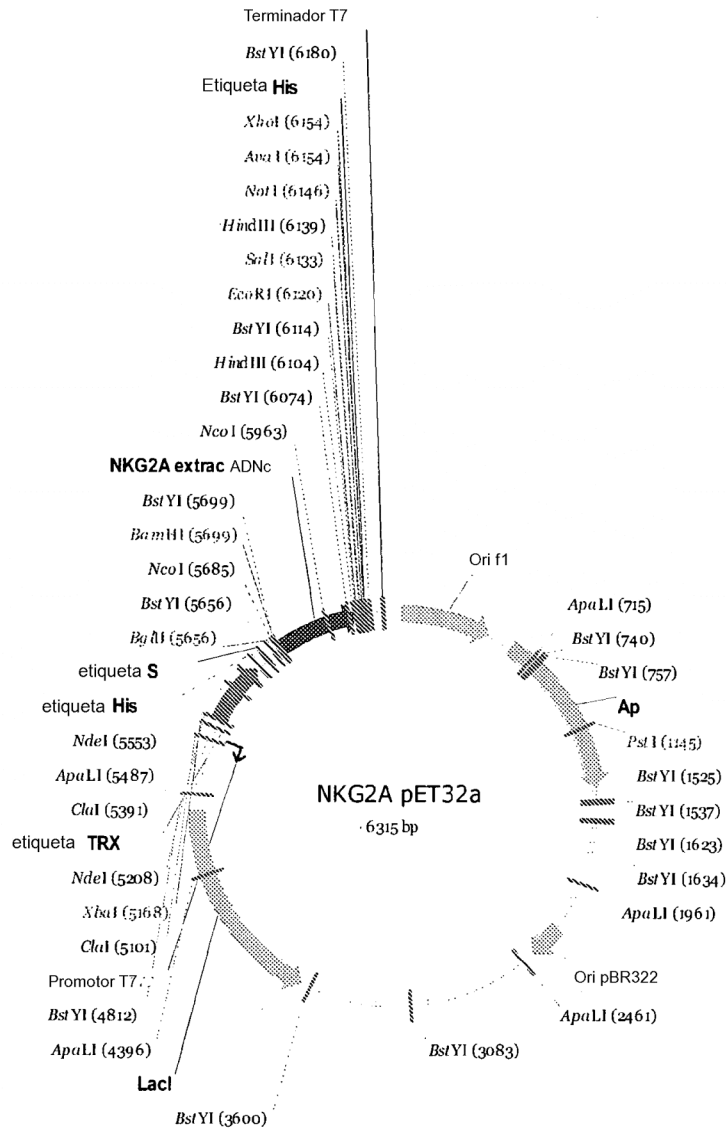 Terminador T7
BstYI (6180)
Etiqueta His
XhoI (6154)
AvaI (6154)
NotI (6146)
HindIII (6139)
SalI (6133)
EcoRI (6120)
BstYI (6114)
HindIII (6104)
BstYI (6074)
NcoI (5963)
NKG2A extrac ADNc
BstYI (5699)
BamHI (5699)
NcoI (5685)
BstYI (5656)
BglII (5656)
etiqueta S
etiqueta His
NdeI (5553)
ApaLI (5487)
ClaI (5391)
etiqueta TRX
NdeI (5208)
XbaI (5168)
ClaI (5101)
Promotor T7
BstYI (4812)
ApaLI (4396)
LacI
BstYI (3600)
BstYI (3083)
ApaLI (2461)
Ori pBR322
ApaLI (1961)
BstYI (1634)
BstYI (1623)
BstYI (1537)
BstYI (1525)
PstI (1145)
Ap
BstYI (757)
BstYI (740)
ApaLI (715)
Ori f1
NKG2A pET32a
6315 bp